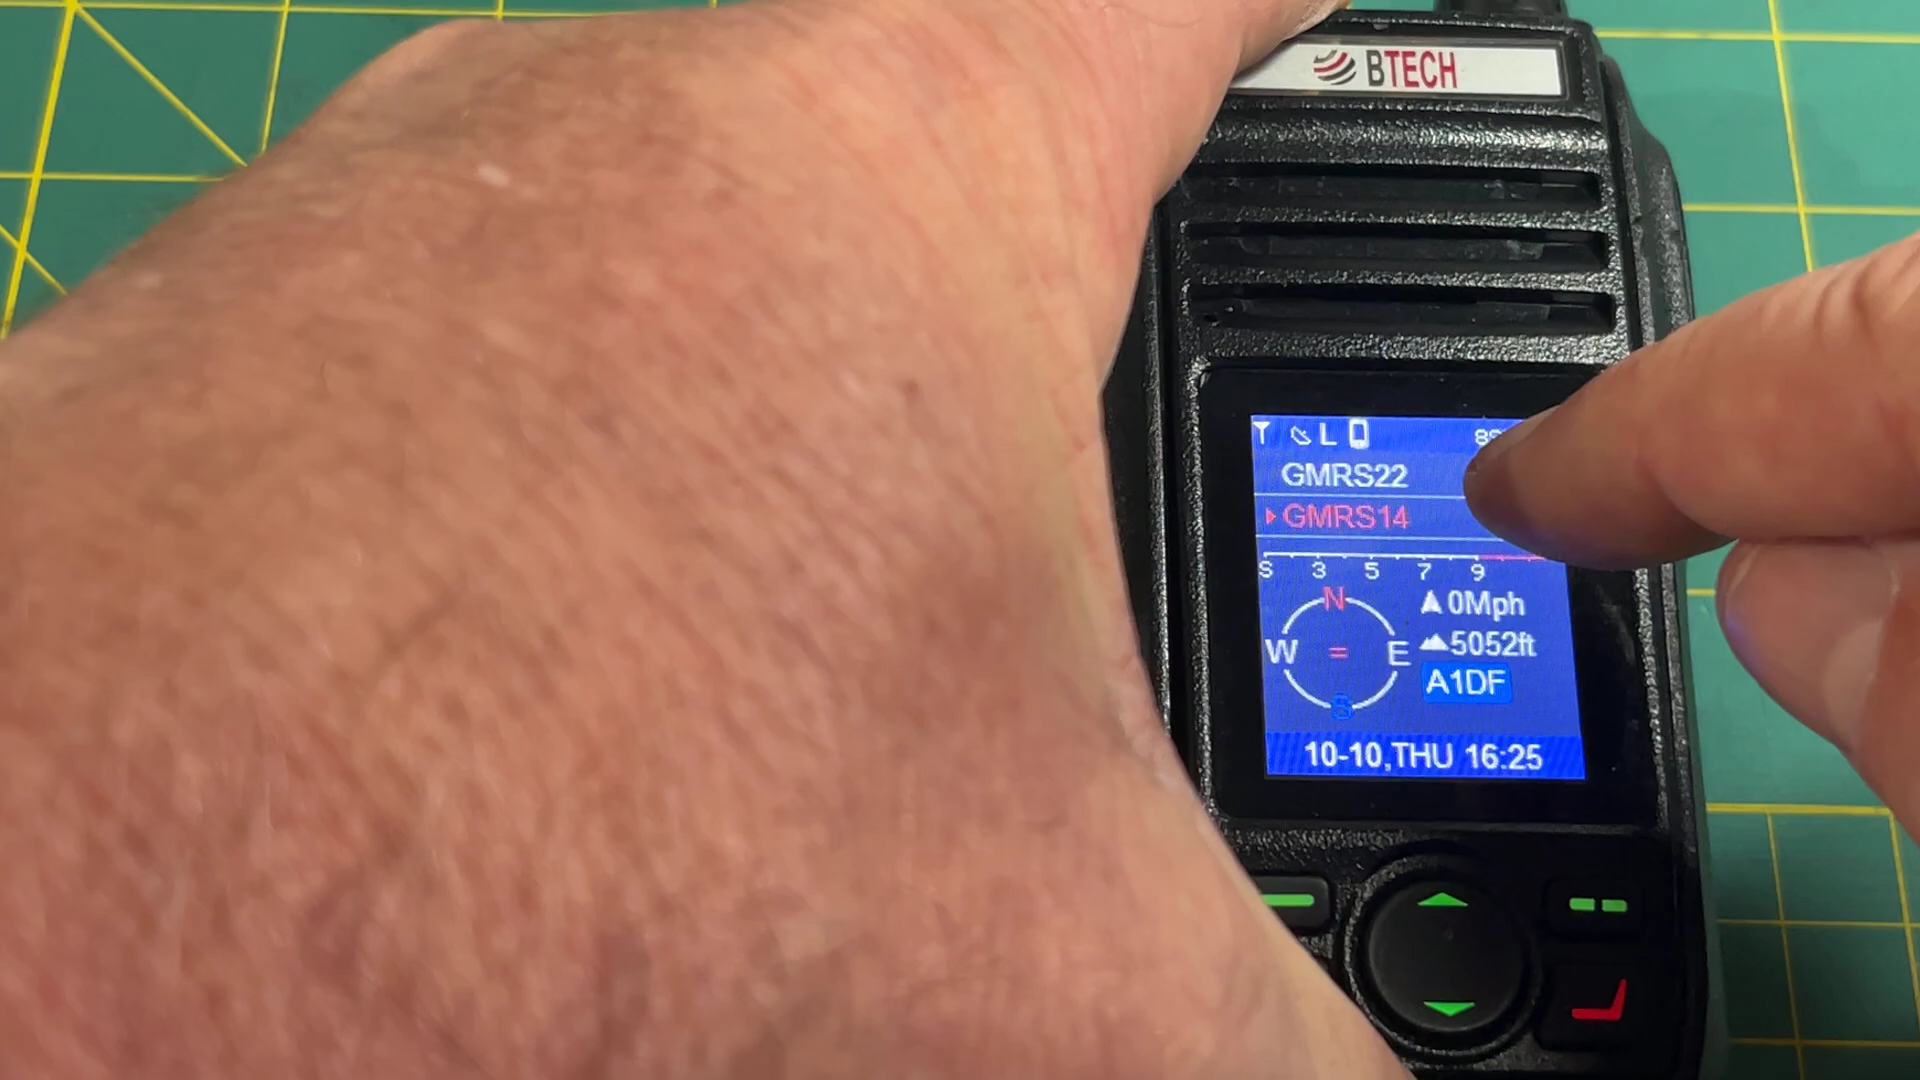 BTECH
L
GMRS22
GMRS14
S 3 5 7 9
N
0Mph
W E
5052ft
A1DF
S
10-10,THU 16:25